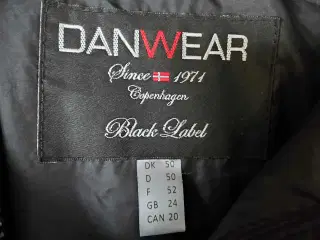 DANWEAR
Since 1971
Copenhagen
Black Label
DK 50
D 50
F 52
GB 24
CAN 20